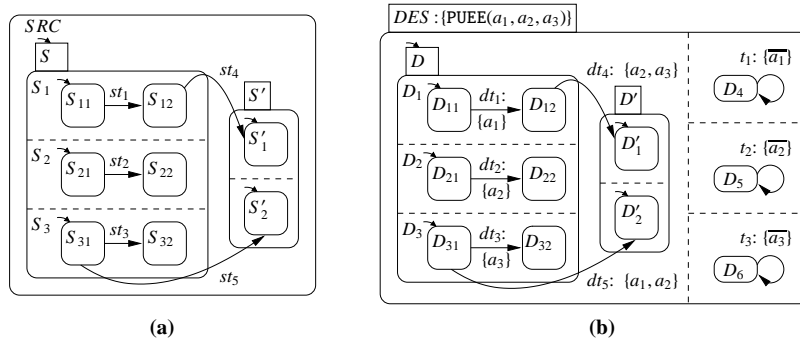 SRC
S
S1
S11
st1
S12
st4
S′
S′1
S2
S21
st2
S22
S′2
S3
S31
st3
S32
st5
(a)
DES :{PUEE(a1, a2, a3)}
D
D1
D11
dt1:
{a1}
D12
dt4: {a2, a3}
D′
D′1
D2
D21
dt2:
{a2}
D22
D′2
D3
D31
dt3:
{a3}
D32
dt5: {a1, a2}
t1: {a̅1̅}
D4
t2: {a̅2̅}
D5
t3: {a̅3̅}
D6
(b)